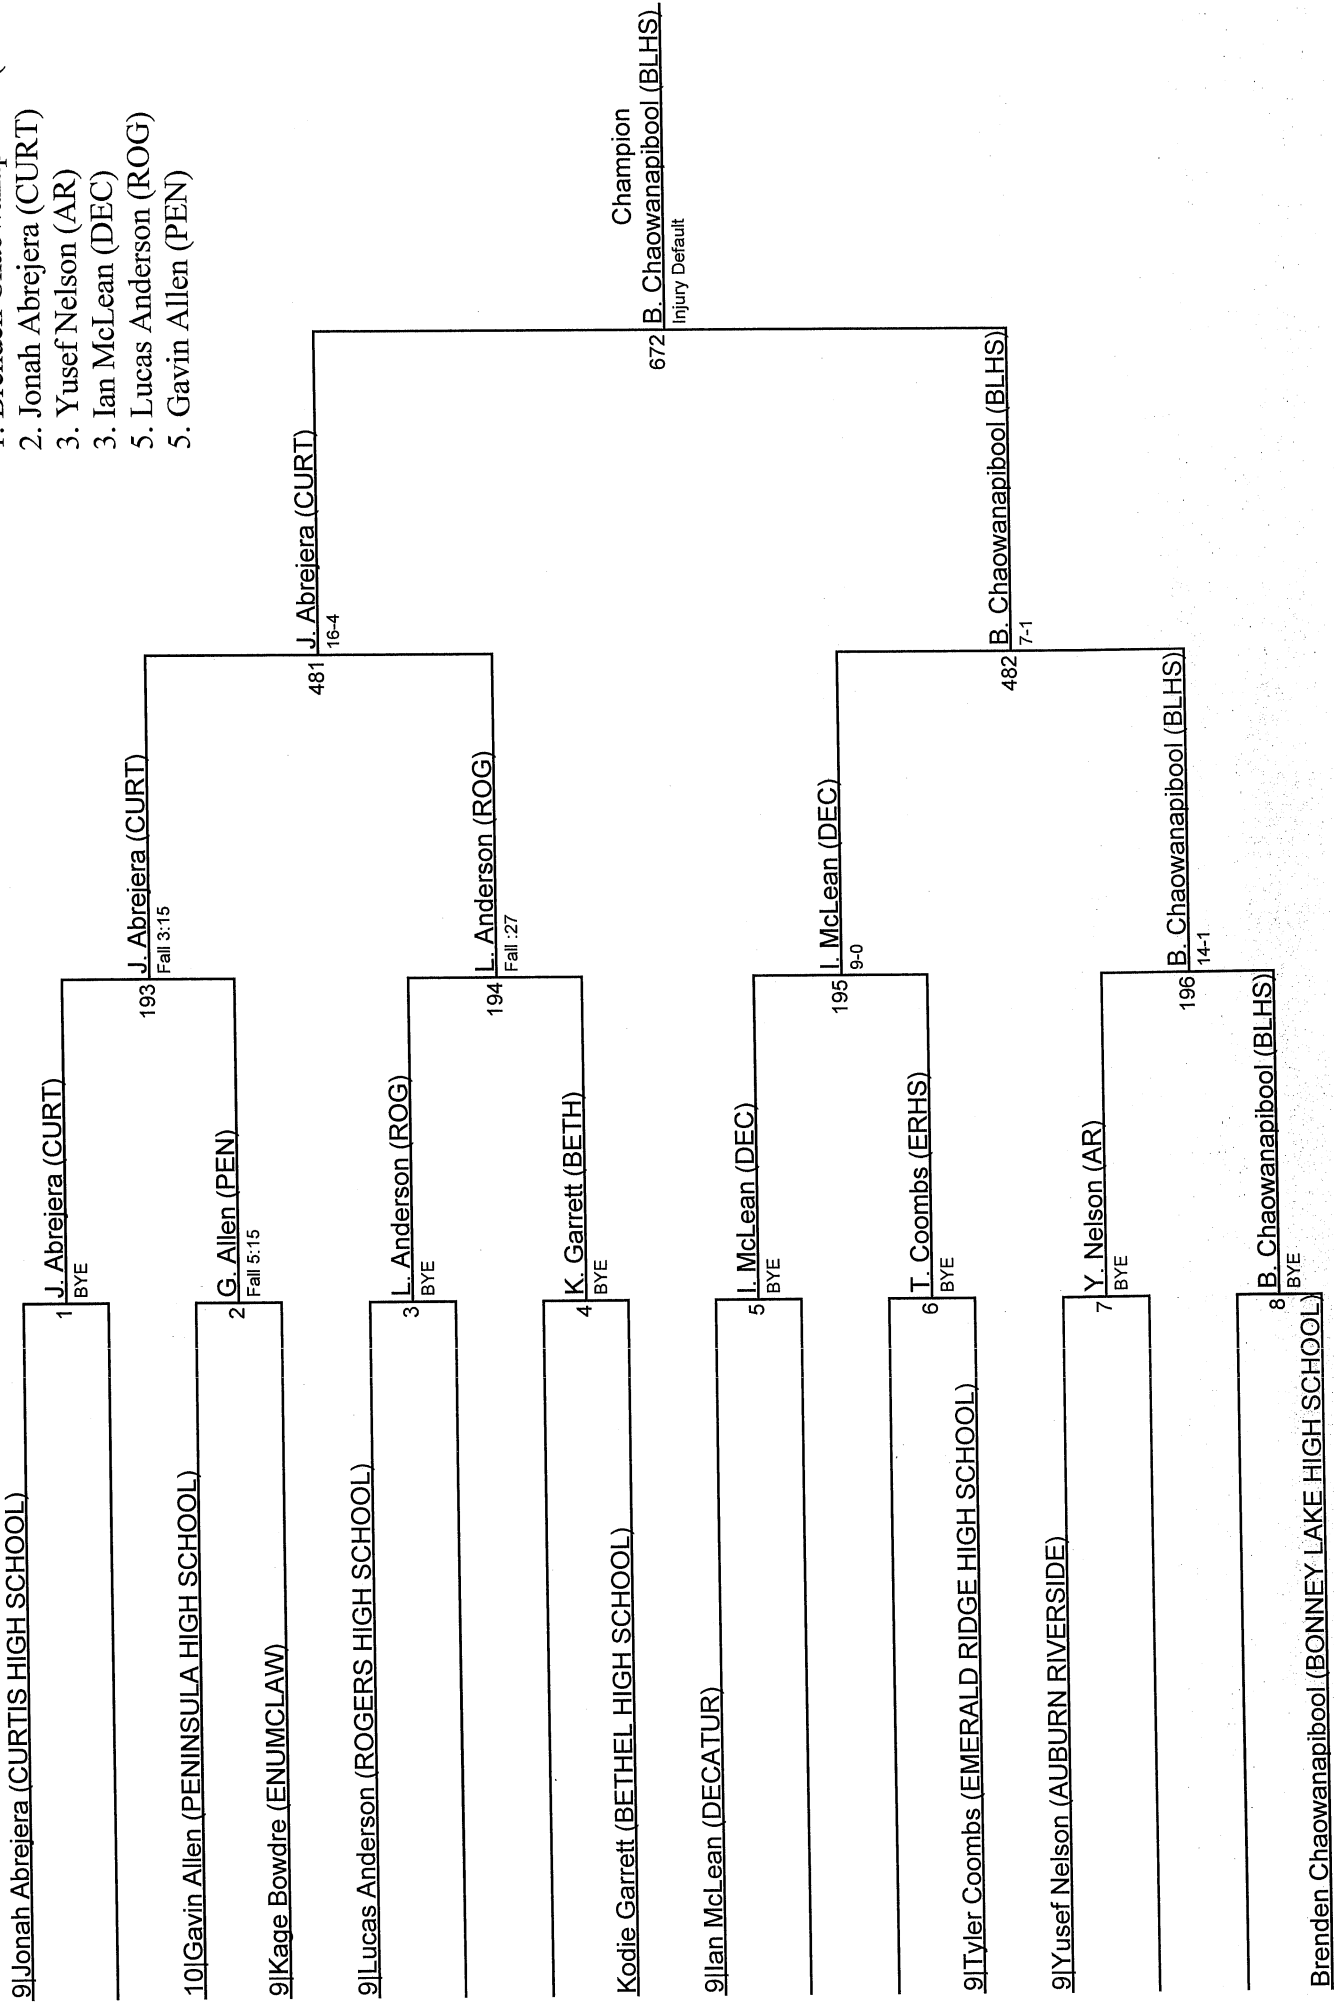 2. Jonah Abrejera (CURT)
3. Yusef Nelson (AR)
3. Ian McLean (DEC)
5. Lucas Anderson (ROG)
5. Gavin Allen (PEN)
9|Jonah Abrejera (CURTIS HIGH SCHOOL)
1
J. Abrejera (CURT)
BYE
10|Gavin Allen (PENINSULA HIGH SCHOOL)
9|Kage Bowdre (ENUMCLAW)
2
G. Allen (PEN)
Fall 5:15
193
J. Abrejera (CURT)
Fall 3:15
9|Lucas Anderson (ROGERS HIGH SCHOOL)
3
L. Anderson (ROG)
BYE
Kodie Garrett (BETHEL HIGH SCHOOL)
4
K. Garrett (BETH)
BYE
194
L. Anderson (ROG)
Fall :27
481
J. Abrejera (CURT)
16-4
9|Ian McLean (DECATUR)
5
I. McLean (DEC)
BYE
9|Tyler Coombs (EMERALD RIDGE HIGH SCHOOL)
6
T. Coombs (ERHS)
BYE
195
I. McLean (DEC)
9-0
9|Yusef Nelson (AUBURN RIVERSIDE)
7
Y. Nelson (AR)
BYE
Brenden Chaowanapibool (BONNEY LAKE HIGH SCHOOL)
8
B. Chaowanapibool (BLHS)
BYE
196
B. Chaowanapibool (BLHS)
14-1
482
B. Chaowanapibool (BLHS)
7-1
672
Champion
B. Chaowanapibool (BLHS)
Injury Default